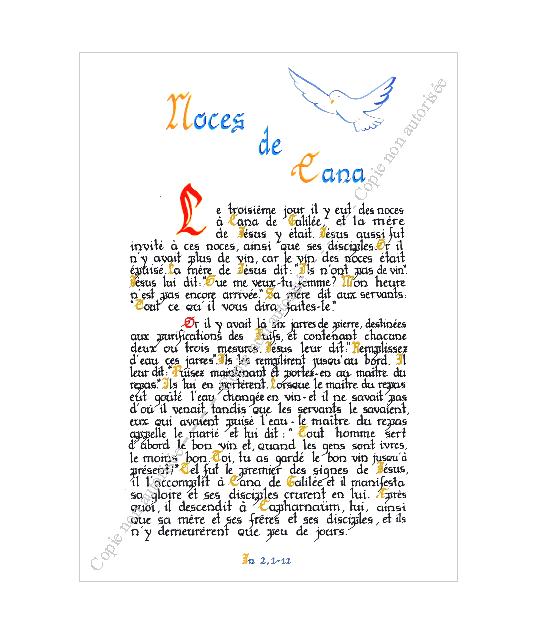 Noces
de
Cana
Le troisième jour il y eut des noces
à Cana de Galilée, et la mère
de Jésus y était. Jésus aussi fut
invité à ces noces, ainsi que ses disciples. Or il
n'y avait plus de vin, car le vin des noces était
épuisé. La mère de Jésus dit: "Ils n'ont pas de vin".
Jésus lui dit: "Que me veux-tu, femme? Mon heure
n'est pas encore arrivée." Sa mère dit aux servants:
"Tout ce qu'il vous dira, faites-le."
Or il y avait là six jarres de pierre, destinées
aux purifications des Juifs, et contenant chacune
deux ou trois mesures. Jésus leur dit: "Remplissez
d'eau ces jarres". Ils les remplirent jusqu'au bord. Il
leur dit: "Puisez maintenant et portez-en au maître du
repas." Ils lui en portèrent. Lorsque le maître du repas
eut goûté l'eau changée en vin - et il ne savait pas
d'où il venait, tandis que les servants le savaient,
eux qui avaient puisé l'eau - le maître du repas
appelle le marié et lui dit: "Tout homme sert
d'abord le bon vin et, quand les gens sont ivres,
le moins bon. Toi, tu as gardé le bon vin jusqu'à
présent!" Tel fut le premier des signes de Jésus,
il l'accomplit à Cana de Galilée et il manifesta
sa gloire et ses disciples crurent en lui. Après
quoi, il descendit à Capharnaüm, lui, ainsi
que sa mère et ses frères et ses disciples, et ils
n'y demeurèrent que peu de jours."
Jn 2,1-12
Copie non autorisée
Copie non autorisée